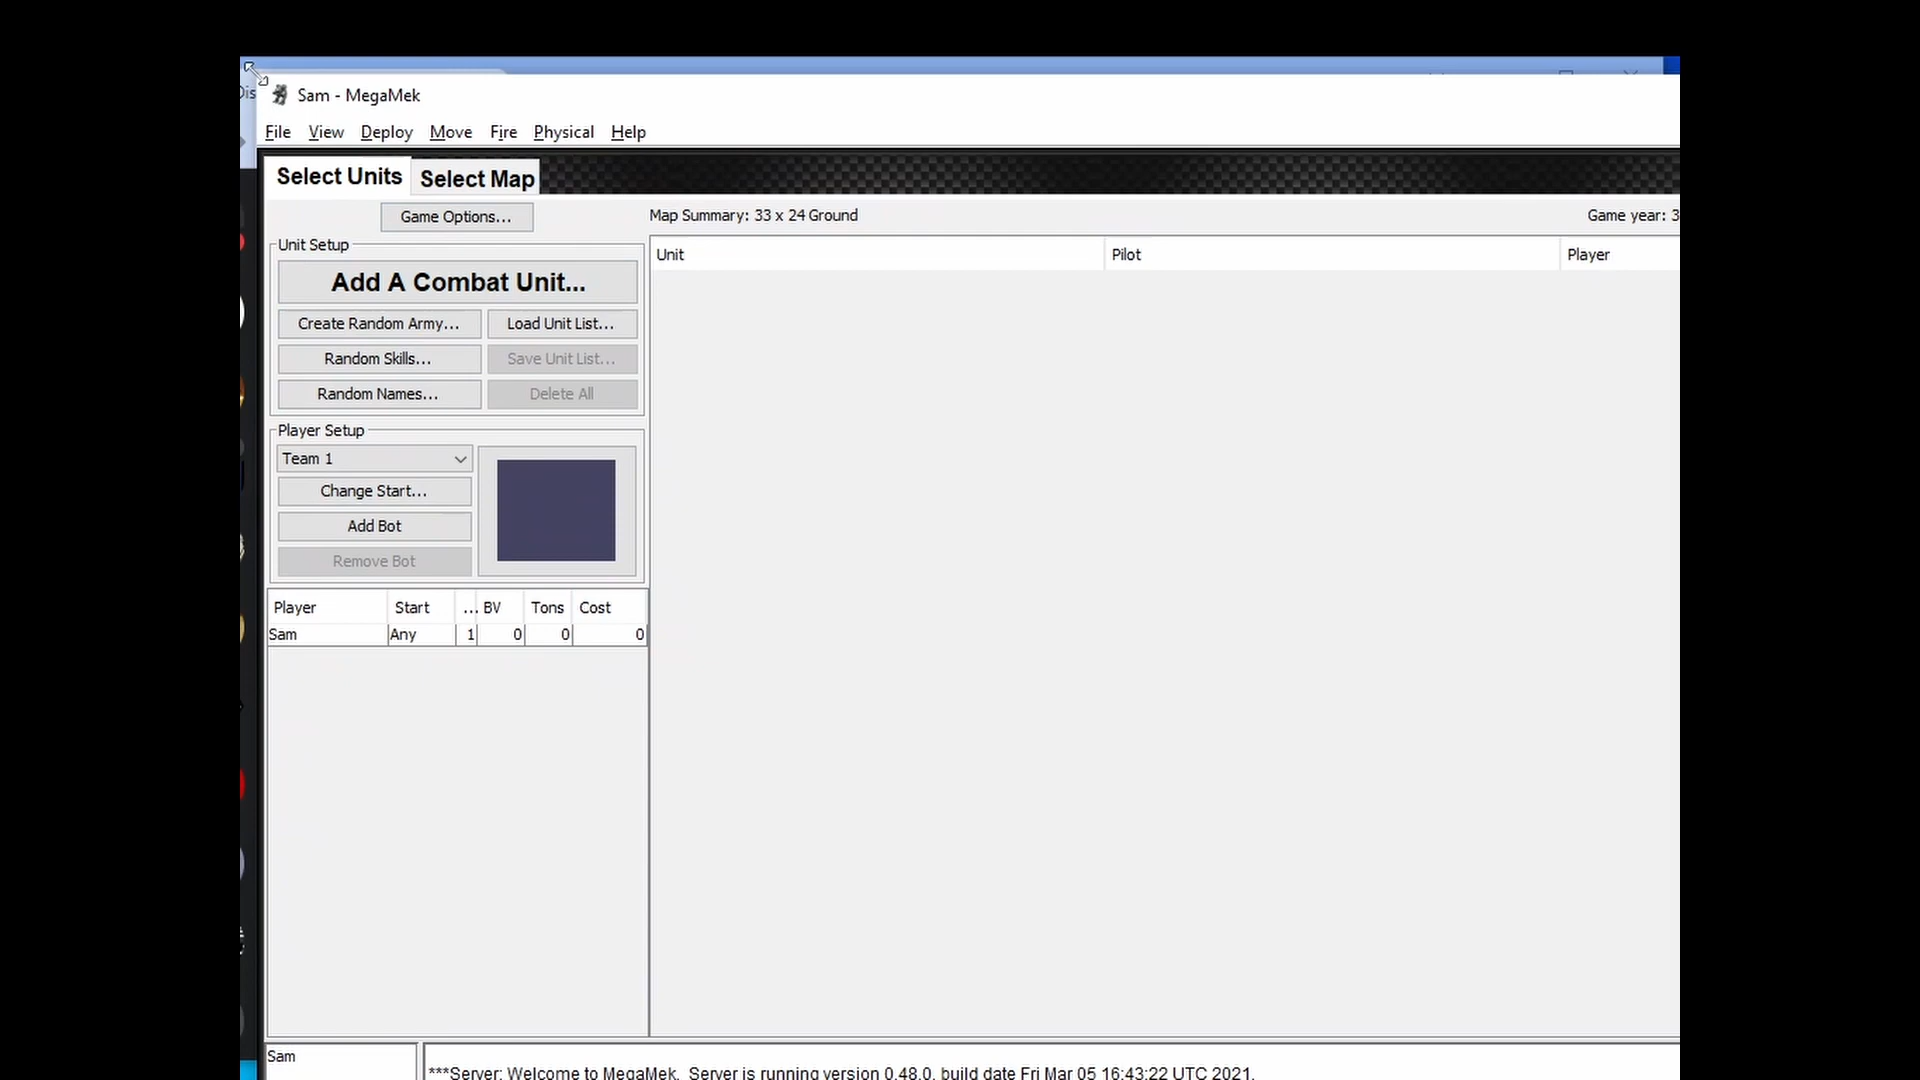 Dis
Sam - MegaMek
File View Deploy Move Fire Physical Help
Select Units Select Map
Game Options... Map Summary: 33 x 24 Ground Game year: 3
Unit Setup
Unit Pilot Player
Add A Combat Unit...
Create Random Army... Load Unit List...
Random Skills... Save Unit List...
Random Names... Delete All
Player Setup
Team 1
Change Start...
Add Bot
Remove Bot
Player Start ... BV Tons Cost
Sam Any 1 0 0 0
Sam
***Server: Welcome to MegaMek. Server is running version 0.48.0, build date Fri Mar 05 16:43:22 UTC 2021.